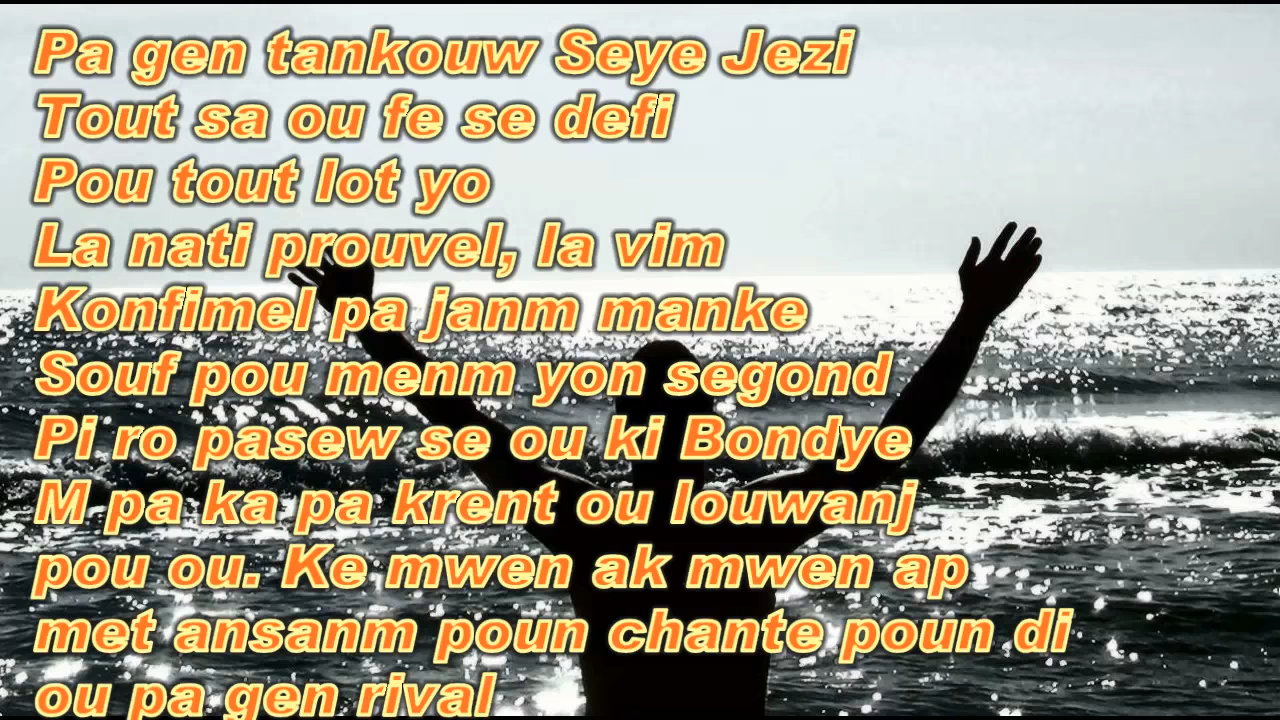 Pa gen tankouw Seye Jezi
Tout sa ou fe se defi
Pou tout lot yo
La nati prouvel, la vim
Konfimel pa janm manke
Souf pou menm yon segond
Pi ro pasew se ou ki Bondye
M pa ka pa krent ou louwanj
pou ou. Ke mwen ak mwen ap
met ansanm poun chante poun di
ou pa gen rival